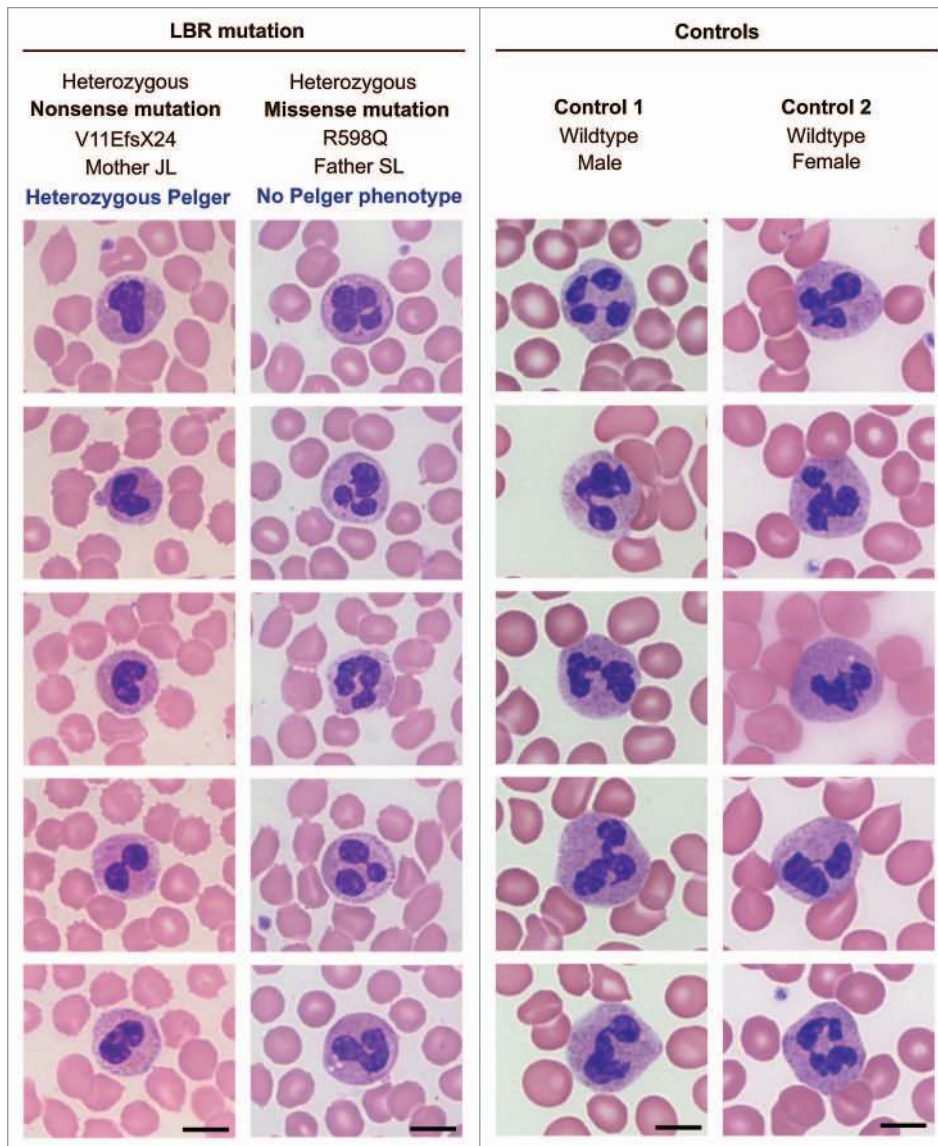 LBR mutation
Heterozygous
Nonsense mutation
V11EfsX24
Mother JL
Heterozygous Pelger
Heterozygous
Missense mutation
R598Q
Father SL
No Pelger phenotype
Controls
Control 1
Wildtype
Male
Control 2
Wildtype
Female